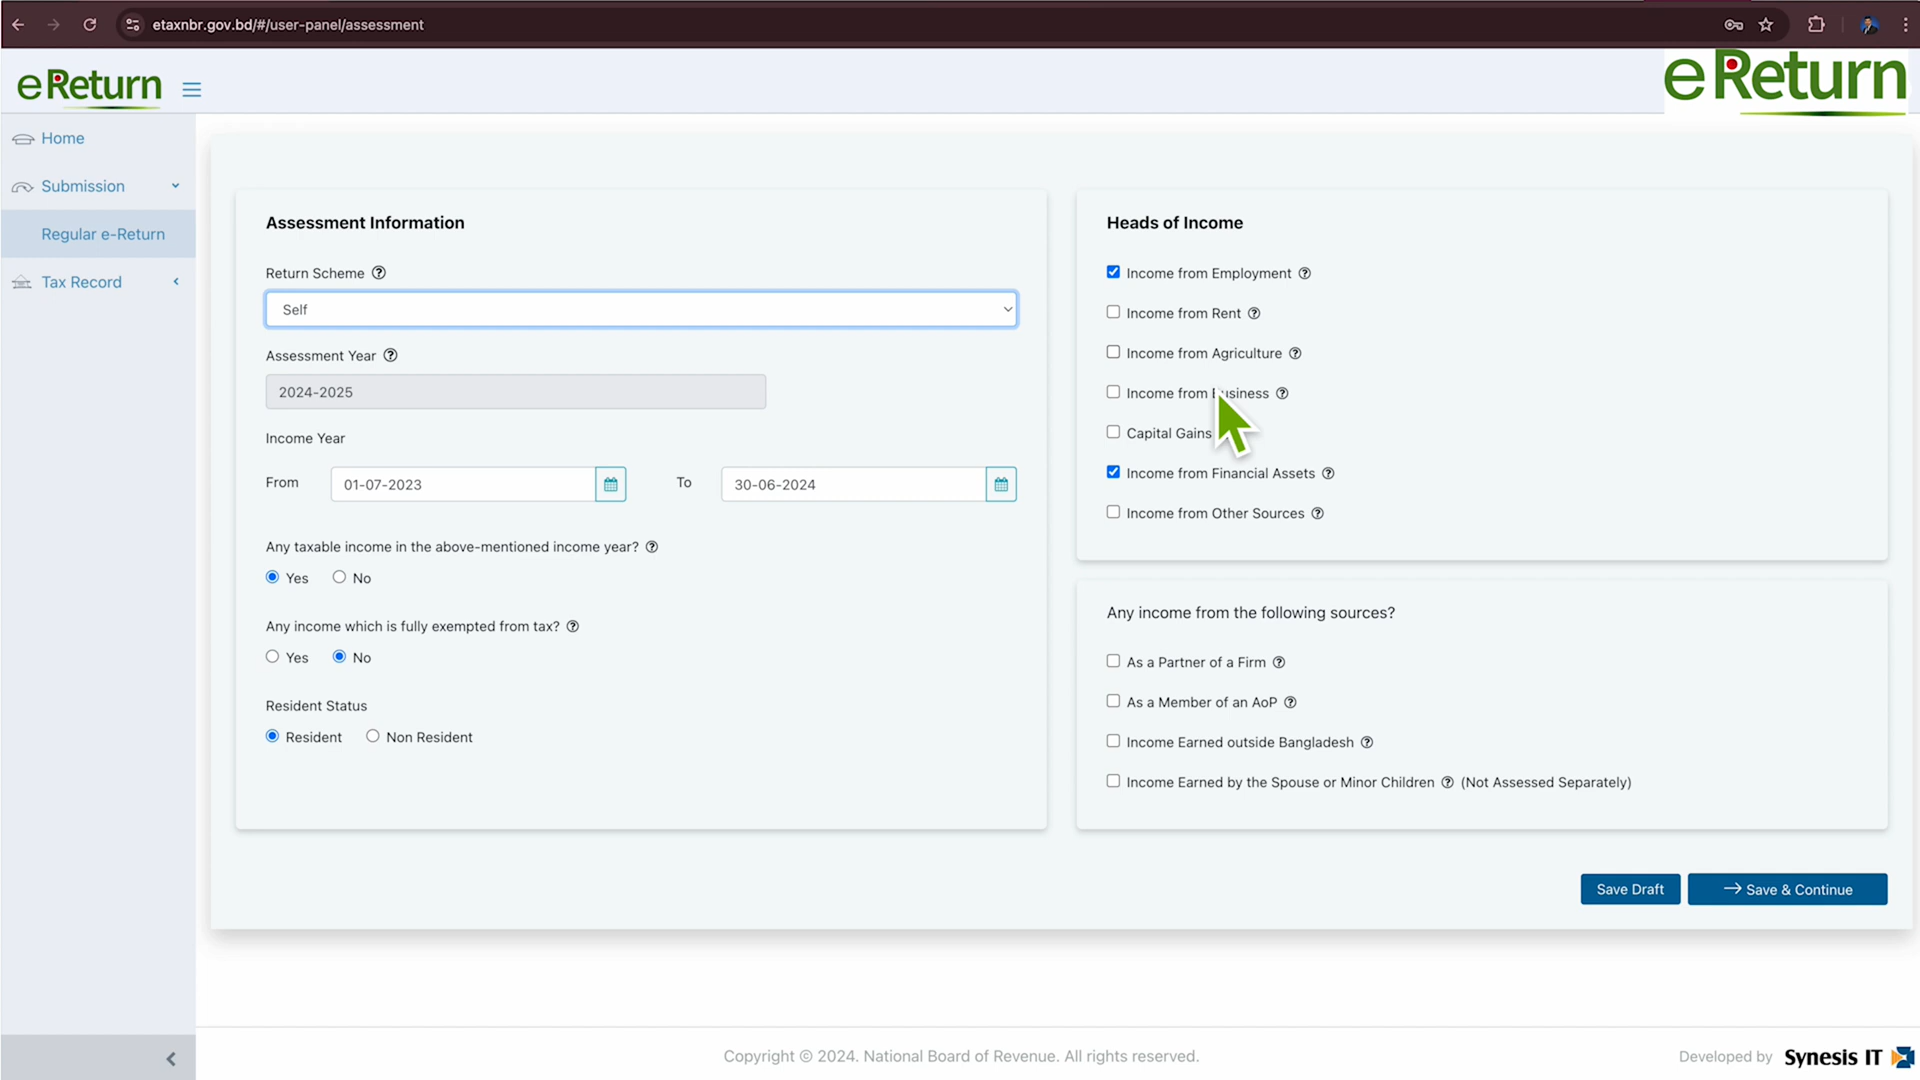 etaxnbr.gov.bd/#/user-panel/assessment
eReturn
eReturn
Home
Submission
Regular e-Return
Tax Record
Assessment Information
Return Scheme
Self
Assessment Year
2024-2025
Income Year
From 01-07-2023 To 30-06-2024
Any taxable income in the above-mentioned income year?
Yes No
Any income which is fully exempted from tax?
Yes No
Resident Status
Resident Non Resident
Heads of Income
Income from Employment
Income from Rent
Income from Agriculture
Income from Business
Capital Gains
Income from Financial Assets
Income from Other Sources
Any income from the following sources?
As a Partner of a Firm
As a Member of an AoP
Income Earned outside Bangladesh
Income Earned by the Spouse or Minor Children (Not Assessed Separately)
Save Draft → Save & Continue
Copyright © 2024. National Board of Revenue. All rights reserved.
Developed by Synesis IT